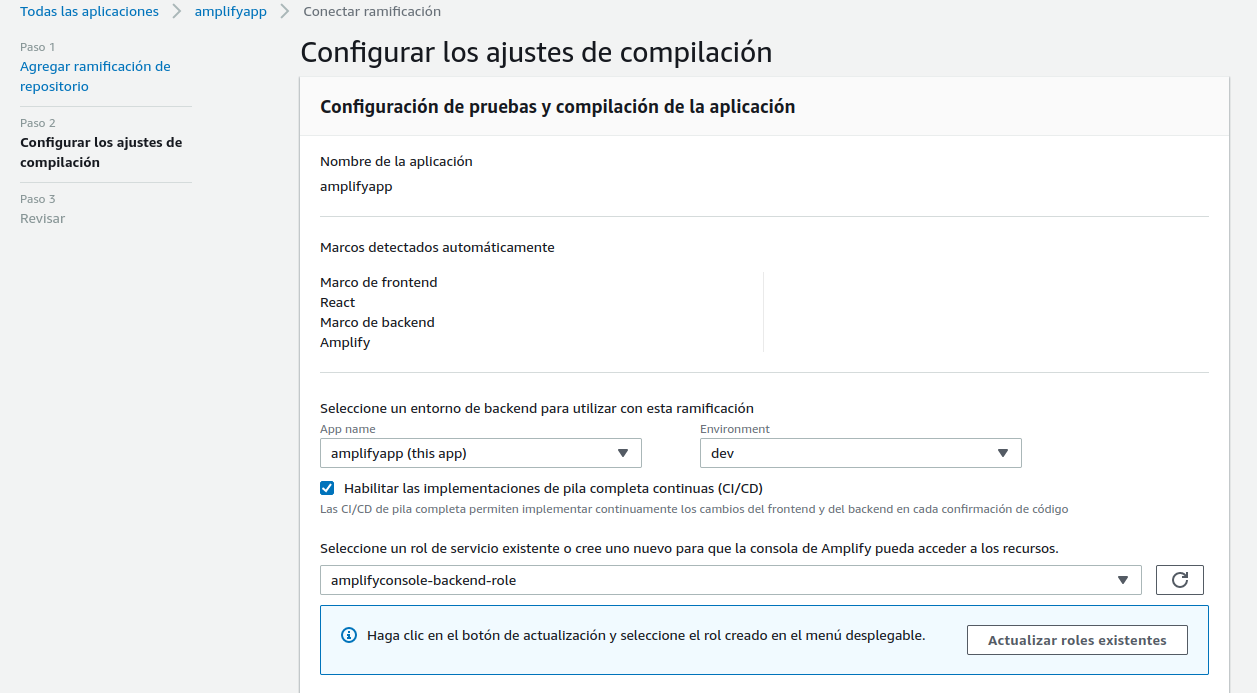 Todas las aplicaciones > amplifyapp > Conectar ramificación
Paso 1
Agregar ramificación de
repositorio
Paso 2
Configurar los ajustes de
compilación
Paso 3
Revisar
Configurar los ajustes de compilación
Configuración de pruebas y compilación de la aplicación
Nombre de la aplicación
amplifyapp
Marcos detectados automáticamente
Marco de frontend
React
Marco de backend
Amplify
Seleccione un entorno de backend para utilizar con esta ramificación
App name
amplifyapp (this app)
Environment
dev
Habilitar las implementaciones de pila completa continuas (CI/CD)
Las CI/CD de pila completa permiten implementar continuamente los cambios del frontend y del backend en cada confirmación de código
Seleccione un rol de servicio existente o cree uno nuevo para que la consola de Amplify pueda acceder a los recursos.
amplifyconsole-backend-role
Haga clic en el botón de actualización y seleccione el rol creado en el menú desplegable.
Actualizar roles existentes